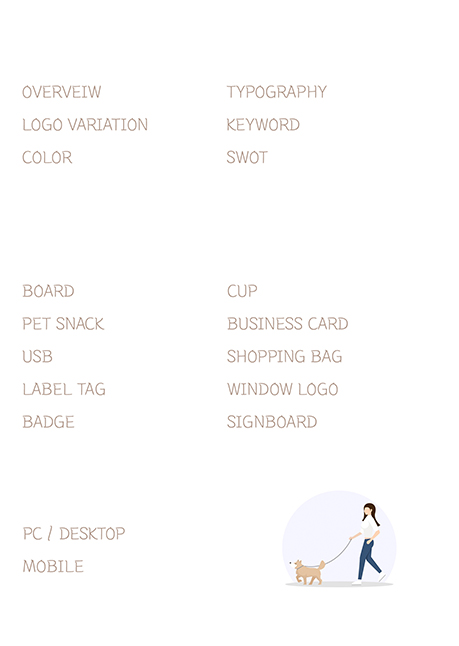 OVERVEIW
LOGO VARIATION
COLOR
TYPOGRAPHY
KEYWORD
SWOT
BOARD
PET SNACK
USB
LABEL TAG
BADGE
CUP
BUSINESS CARD
SHOPPING BAG
WINDOW LOGO
SIGNBOARD
PC / DESKTOP
MOBILE